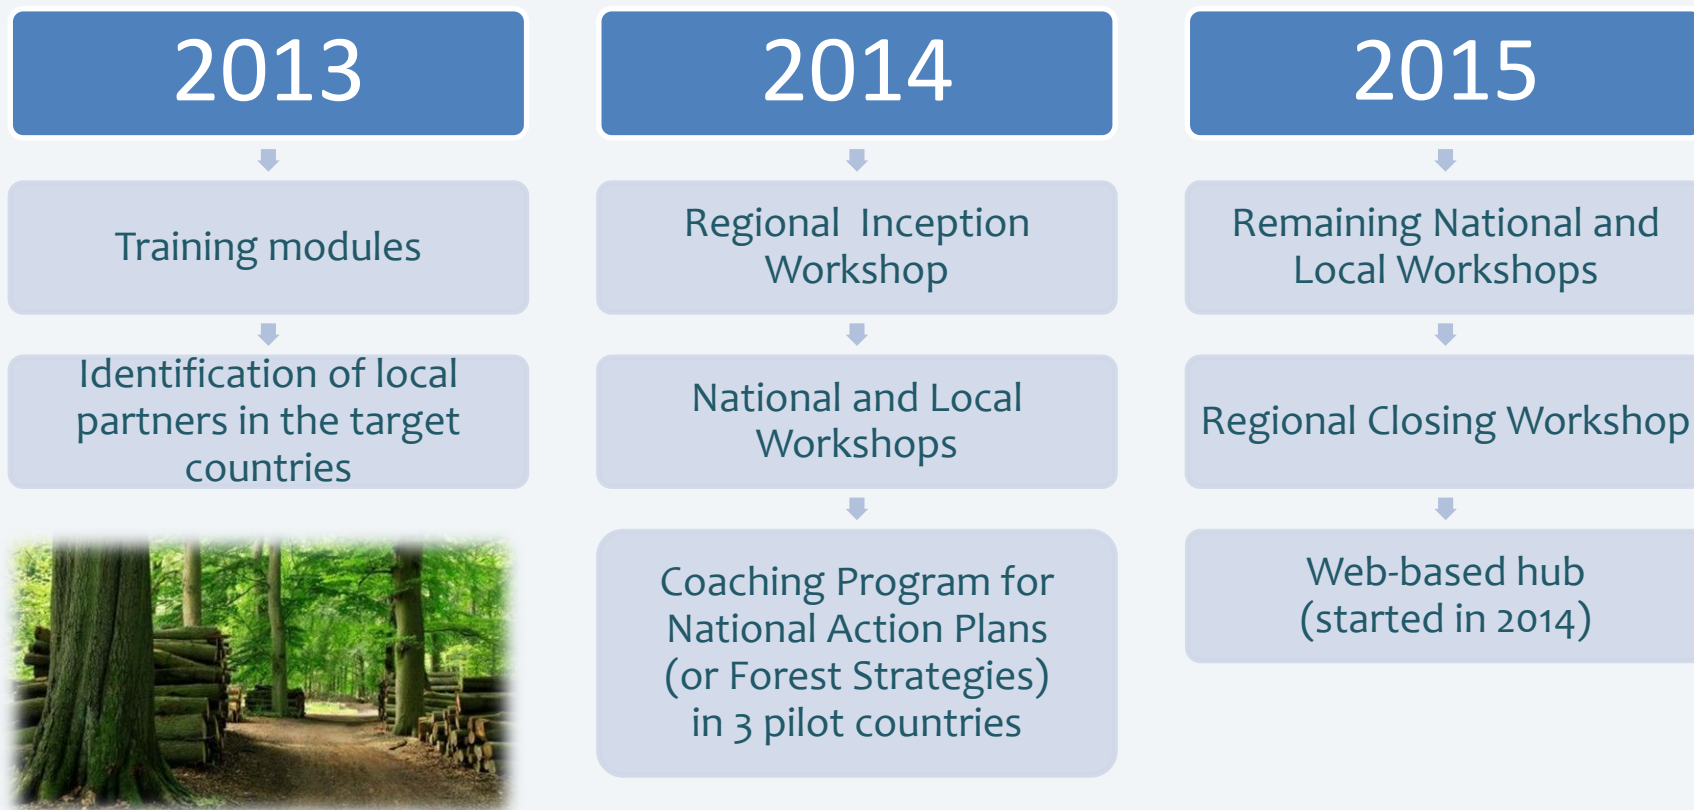 2013
Training modules
Identification of local
partners in the target
countries
2014
Regional Inception
Workshop
National and Local
Workshops
Coaching Program for
National Action Plans
(or Forest Strategies)
in 3 pilot countries
2015
Remaining National and
Local Workshops
Regional Closing Workshop
Web-based hub
(started in 2014)